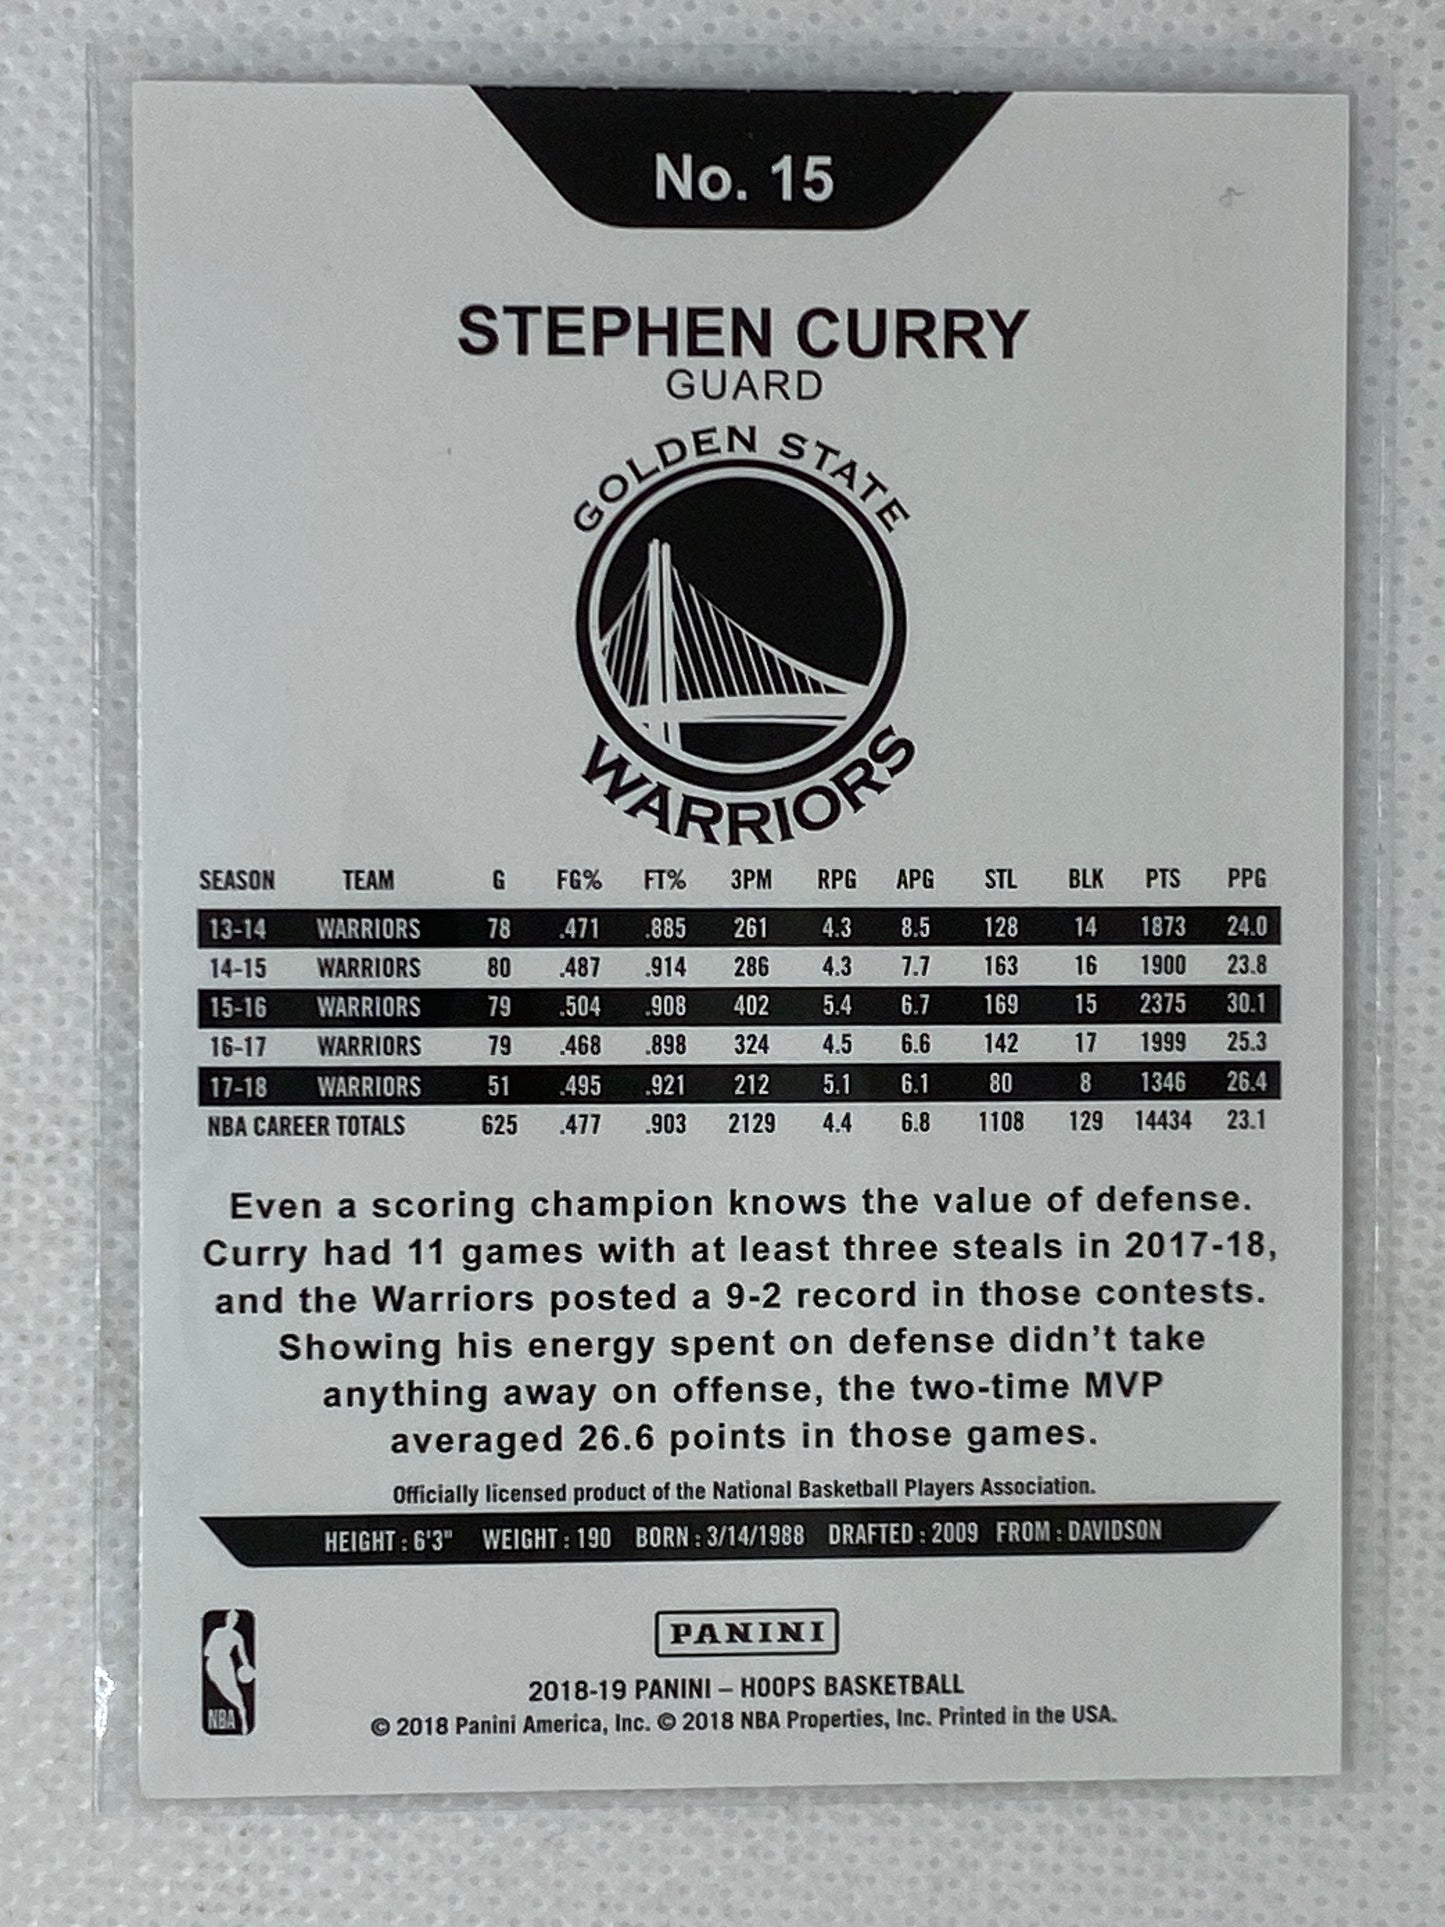 No. 15
STEPHEN CURRY
GUARD
GOLDEN STATE
WARRIORS
SEASON TEAM G FG% FT% 3PM RPG APG STL BLK PTS PPG
13-14 WARRIORS 78 .471 .885 261 4.3 8.5 128 14 1873 24.0
14-15 WARRIORS 80 .487 .914 286 4.3 7.7 163 16 1900 23.8
15-16 WARRIORS 79 .504 .908 402 5.4 6.7 169 15 2375 30.1
16-17 WARRIORS 79 .468 .898 324 4.5 6.6 142 17 1999 25.3
17-18 WARRIORS 51 .495 .921 212 5.1 6.1 80 8 1346 26.4
NBA CAREER TOTALS 625 .477 .903 2129 4.4 6.8 1108 129 14434 23.1
Even a scoring champion knows the value of defense.
Curry had 11 games with at least three steals in 2017-18,
and the Warriors posted a 9-2 record in those contests.
Showing his energy spent on defense didn't take
anything away on offense, the two-time MVP
averaged 26.6 points in those games.
Officially licensed product of the National Basketball Players Association.
HEIGHT : 6'3" WEIGHT : 190 BORN : 3/14/1988 DRAFTED : 2009 FROM : DAVIDSON
PANINI
NBA
2018-19 PANINI – HOOPS BASKETBALL
© 2018 Panini America, Inc. © 2018 NBA Properties, Inc. Printed in the USA.